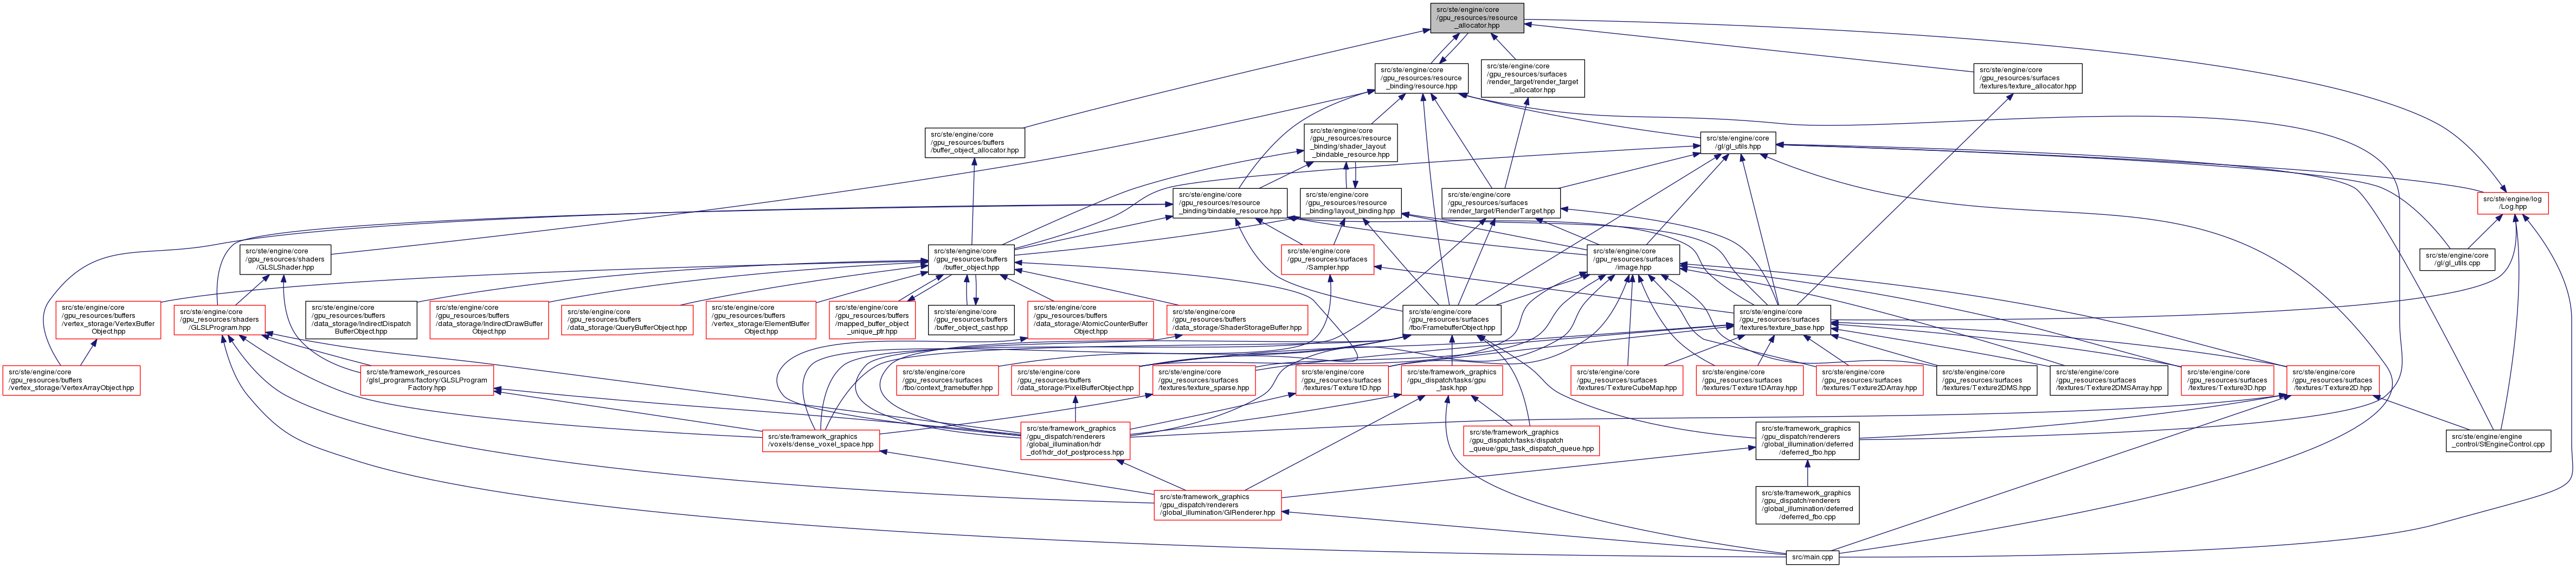 src/ste/engine/core
/gpu_resources/resource
_allocator.hpp
src/ste/engine/core
/gpu_resources/resource
_binding/resource.hpp
src/ste/engine/core
/gpu_resources/surfaces
/render_target/render_target
_allocator.hpp
src/ste/engine/core
/gpu_resources/surfaces
/textures/texture_allocator.hpp
src/ste/engine/core
/gpu_resources/buffers
/buffer_object_allocator.hpp
src/ste/engine/core
/gpu_resources/resource
_binding/shader_layout
_bindable_resource.hpp
src/ste/engine/core
/gl/gl_utils.hpp
src/ste/engine/core
/gpu_resources/resource
_binding/bindable_resource.hpp
src/ste/engine/core
/gpu_resources/resource
_binding/layout_binding.hpp
src/ste/engine/core
/gpu_resources/surfaces
/render_target/RenderTarget.hpp
src/ste/engine/log
/Log.hpp
src/ste/engine/core
/gpu_resources/shaders
/GLSLShader.hpp
src/ste/engine/core
/gpu_resources/buffers
/buffer_object.hpp
src/ste/engine/core
/gpu_resources/surfaces
/Sampler.hpp
src/ste/engine/core
/gpu_resources/surfaces
/image.hpp
src/ste/engine/core
/gl/gl_utils.cpp
src/ste/engine/core
/gpu_resources/buffers
/vertex_storage/VertexBuffer
Object.hpp
src/ste/engine/core
/gpu_resources/shaders
/GLSLProgram.hpp
src/ste/engine/core
/gpu_resources/buffers
/data_storage/IndirectDispatch
BufferObject.hpp
src/ste/engine/core
/gpu_resources/buffers
/data_storage/IndirectDrawBuffer
Object.hpp
src/ste/engine/core
/gpu_resources/buffers
/data_storage/QueryBufferObject.hpp
src/ste/engine/core
/gpu_resources/buffers
/vertex_storage/ElementBuffer
Object.hpp
src/ste/engine/core
/gpu_resources/buffers
/mapped_buffer_object
_unique_ptr.hpp
src/ste/engine/core
/gpu_resources/buffers
/buffer_object_cast.hpp
src/ste/engine/core
/gpu_resources/buffers
/data_storage/AtomicCounterBuffer
Object.hpp
src/ste/engine/core
/gpu_resources/buffers
/data_storage/ShaderStorageBuffer.hpp
src/ste/engine/core
/gpu_resources/surfaces
/fbo/FramebufferObject.hpp
src/ste/engine/core
/gpu_resources/surfaces
/textures/texture_base.hpp
src/ste/engine/core
/gpu_resources/buffers
/vertex_storage/VertexArrayObject.hpp
src/ste/framework_resources
/glsl_programs/factory/GLSLProgram
Factory.hpp
src/ste/engine/core
/gpu_resources/surfaces
/fbo/context_framebuffer.hpp
src/ste/engine/core
/gpu_resources/buffers
/data_storage/PixelBufferObject.hpp
src/ste/engine/core
/gpu_resources/surfaces
/textures/texture_sparse.hpp
src/ste/engine/core
/gpu_resources/surfaces
/textures/Texture1D.hpp
src/ste/framework_graphics
/gpu_dispatch/tasks/gpu
_task.hpp
src/ste/engine/core
/gpu_resources/surfaces
/textures/TextureCubeMap.hpp
src/ste/engine/core
/gpu_resources/surfaces
/textures/Texture1DArray.hpp
src/ste/engine/core
/gpu_resources/surfaces
/textures/Texture2DArray.hpp
src/ste/engine/core
/gpu_resources/surfaces
/textures/Texture2DMS.hpp
src/ste/engine/core
/gpu_resources/surfaces
/textures/Texture2DMSArray.hpp
src/ste/engine/core
/gpu_resources/surfaces
/textures/Texture3D.hpp
src/ste/engine/core
/gpu_resources/surfaces
/textures/Texture2D.hpp
src/ste/framework_graphics
/voxels/dense_voxel_space.hpp
src/ste/framework_graphics
/gpu_dispatch/renderers
/global_illumination/hdr
_dof/hdr_dof_postprocess.hpp
src/ste/framework_graphics
/gpu_dispatch/tasks/dispatch
_queue/gpu_task_dispatch_queue.hpp
src/ste/framework_graphics
/gpu_dispatch/renderers
/global_illumination/deferred
/deferred_fbo.hpp
src/ste/engine/engine
_control/StEngineControl.cpp
src/ste/framework_graphics
/gpu_dispatch/renderers
/global_illumination/GIRenderer.hpp
src/ste/framework_graphics
/gpu_dispatch/renderers
/global_illumination/deferred
/deferred_fbo.cpp
src/main.cpp